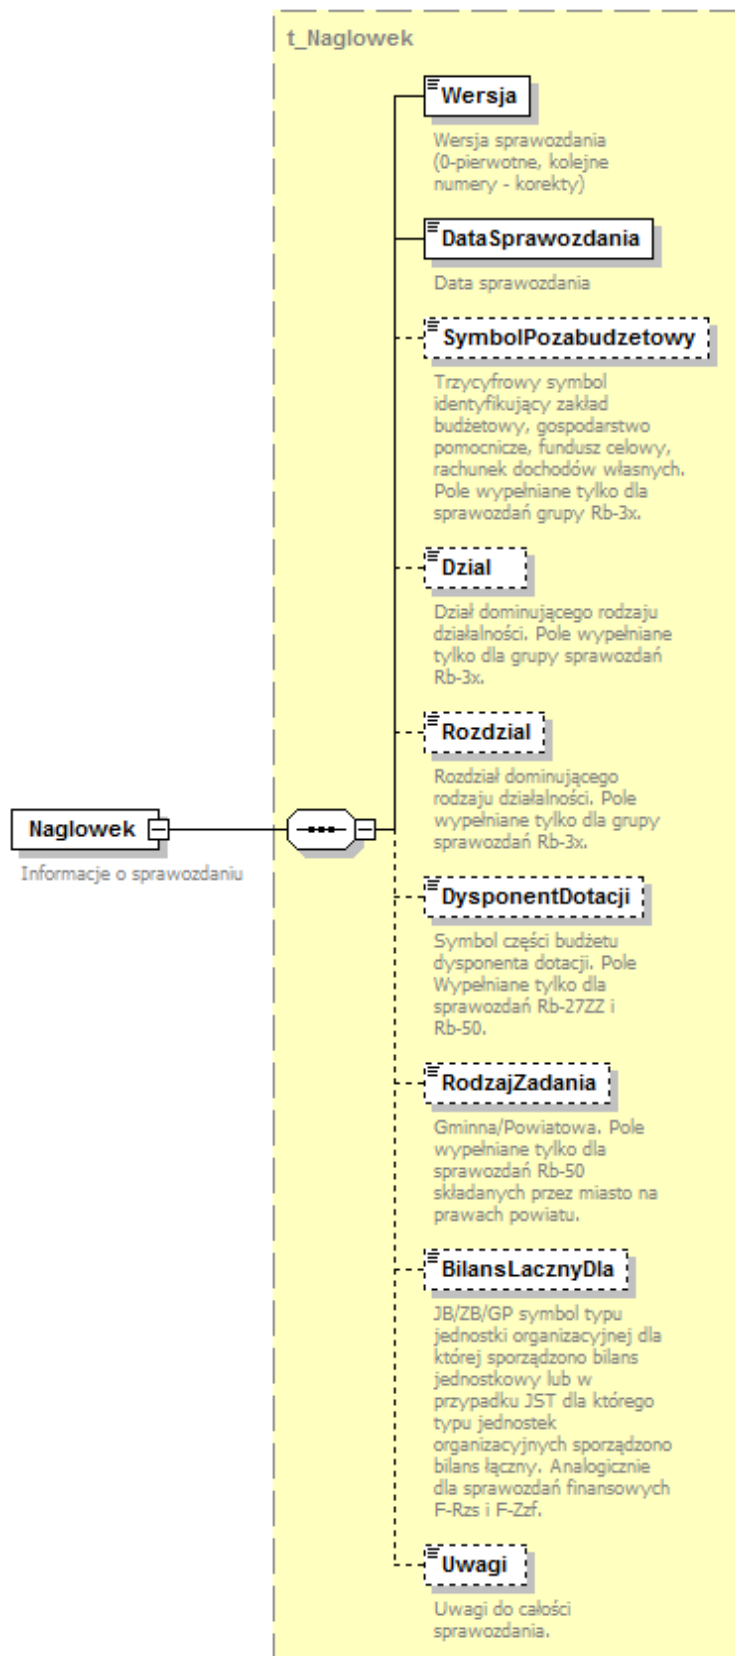 t_Naglowek
Wersja
Wersja sprawozdania
(0-pierwotne, kolejne
numery - korekty)
DataSprawozdania
Data sprawozdania
SymbolPozabudzetowy
Trzycyfrowy symbol
identyfikujący zakład
budżetowy, gospodarstwo
pomocnicze, fundusz celowy,
rachunek dochodów własnych.
Pole wypełniane tylko dla
sprawozdań grupy Rb-3x.
Dzial
Dział dominującego rodzaju
działalności. Pole wypełniane
tylko dla grupy sprawozdań
Rb-3x.
Rozdzial
Rozdział dominującego
rodzaju działalności. Pole
wypełniane tylko dla grupy
sprawozdań Rb-3x.
Naglowek
Informacje o sprawozdaniu
DysponentDotacji
Symbol części budżetu
dysponenta dotacji. Pole
Wypełniane tylko dla
sprawozdań Rb-27ZZ i
Rb-50.
RodzajZadania
Gminna/Powiatowa. Pole
wypełniane tylko dla
sprawozdań Rb-50
składanych przez miasto na
prawach powiatu.
BilansLacznyDla
JB/ZB/GP symbol typu
jednostki organizacyjnej dla
której sporządzono bilans
jednostkowy lub w
przypadku JST dla którego
typu jednostek
organizacyjnych sporządzono
bilans łączny. Analogicznie
dla sprawozdań finansowych
F-Rzs i F-Zzf.
Uwagi
Uwagi do całości
sprawozdania.